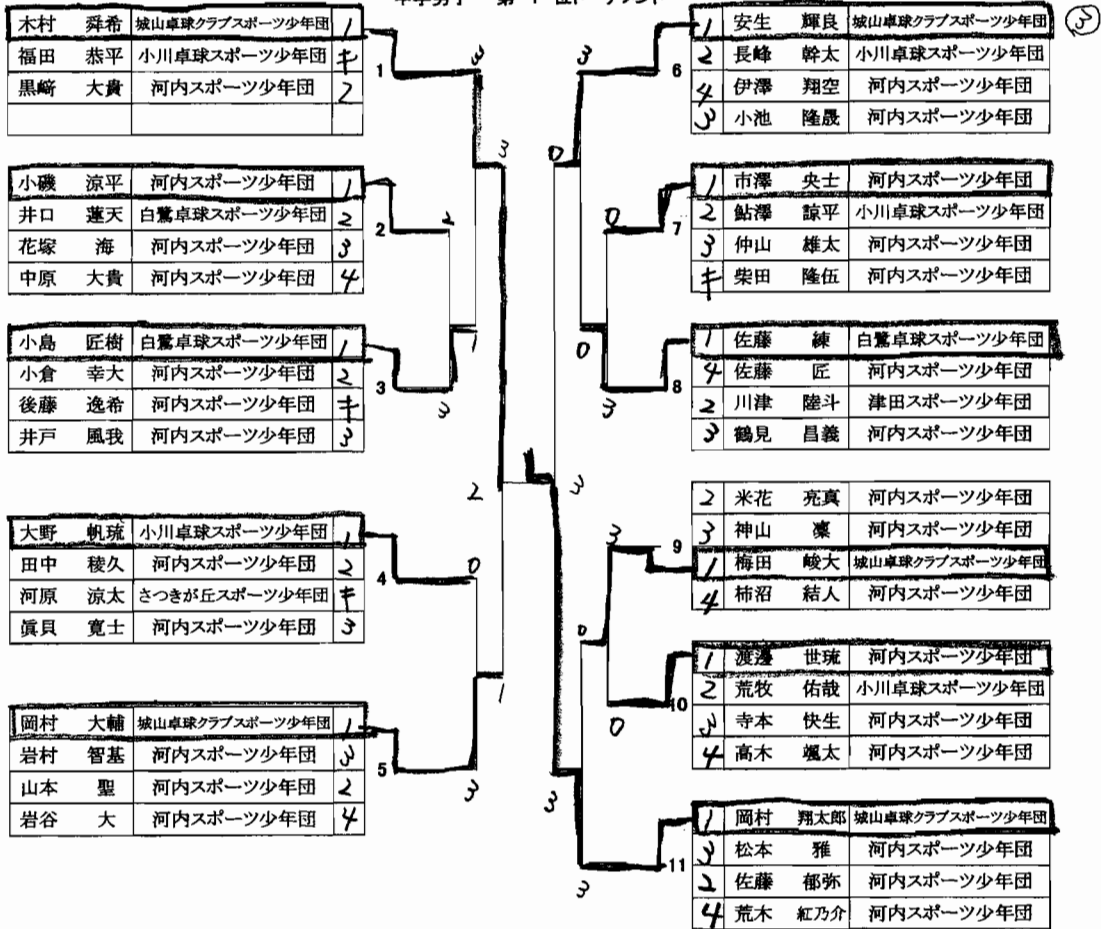 木村 舜希 城山卓球クラブスポーツ少年団 1
福田 恭平 小川卓球スポーツ少年団 キ
黒﨑 大貴 河内スポーツ少年団 2
1
3
小磯 涼平 河内スポーツ少年団 1
井口 蓮天 白鷺卓球スポーツ少年団 2
花塚 海 河内スポーツ少年団 3
中原 大貴 河内スポーツ少年団 4
2
2
3
小島 匠樹 白鷺卓球スポーツ少年団 1
小倉 幸大 河内スポーツ少年団 2
後藤 逸希 河内スポーツ少年団 キ
井戸 風我 河内スポーツ少年団 3
3
3
1
2
大野 帆琉 小川卓球スポーツ少年団 1
田中 稜久 河内スポーツ少年団 2
河原 涼太 さつきが丘スポーツ少年団 キ
眞貝 寛士 河内スポーツ少年団 3
4
0
岡村 大輔 城山卓球クラブスポーツ少年団 1
岩村 智基 河内スポーツ少年団 3
山本 聖 河内スポーツ少年団 2
岩谷 大 河内スポーツ少年団 4
5
3
1
1 安生 輝良 城山卓球クラブスポーツ少年団 ③
2 長峰 幹太 小川卓球スポーツ少年団
4 伊澤 翔空 河内スポーツ少年団
3 小池 隆晟 河内スポーツ少年団
6
3
0
1 市澤 央士 河内スポーツ少年団
2 鮎澤 諒平 小川卓球スポーツ少年団
3 仲山 雄太 河内スポーツ少年団
キ 柴田 隆伍 河内スポーツ少年団
7
0
0
1 佐藤 練 白鷺卓球スポーツ少年団
4 佐藤 匠 河内スポーツ少年団
2 川津 陸斗 津田スポーツ少年団
3 鶴見 昌義 河内スポーツ少年団
8
3
3
2 米花 亮真 河内スポーツ少年団
3 神山 凜 河内スポーツ少年団
1 梅田 峻大 城山卓球クラブスポーツ少年団
4 柿沼 結人 河内スポーツ少年団
9
3
0
1 渡邊 世琉 河内スポーツ少年団
2 荒牧 佑哉 小川卓球スポーツ少年団
3 寺本 快生 河内スポーツ少年団
4 高木 颯太 河内スポーツ少年団
10
0
3
1 岡村 翔太郎 城山卓球クラブスポーツ少年団
3 松本 雅 河内スポーツ少年団
2 佐藤 郁弥 河内スポーツ少年団
4 荒木 紅乃介 河内スポーツ少年団
11
3